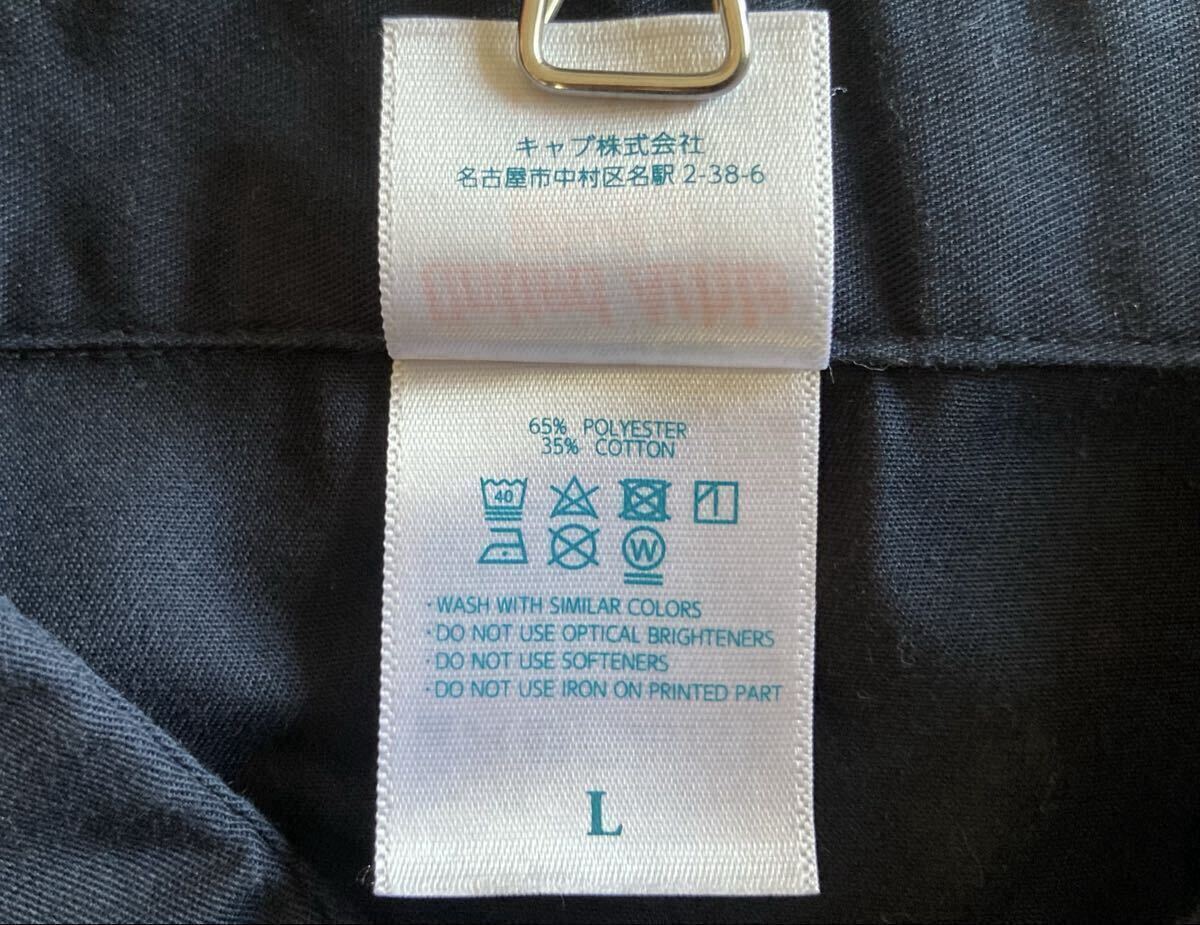 キャブ株式会社
名古屋市中村区名駅 2-38-6
65% POLYESTER
35% COTTON
40
W
・WASH WITH SIMILAR COLORS
・DO NOT USE OPTICAL BRIGHTENERS
・DO NOT USE SOFTENERS
・DO NOT USE IRON ON PRINTED PART
L